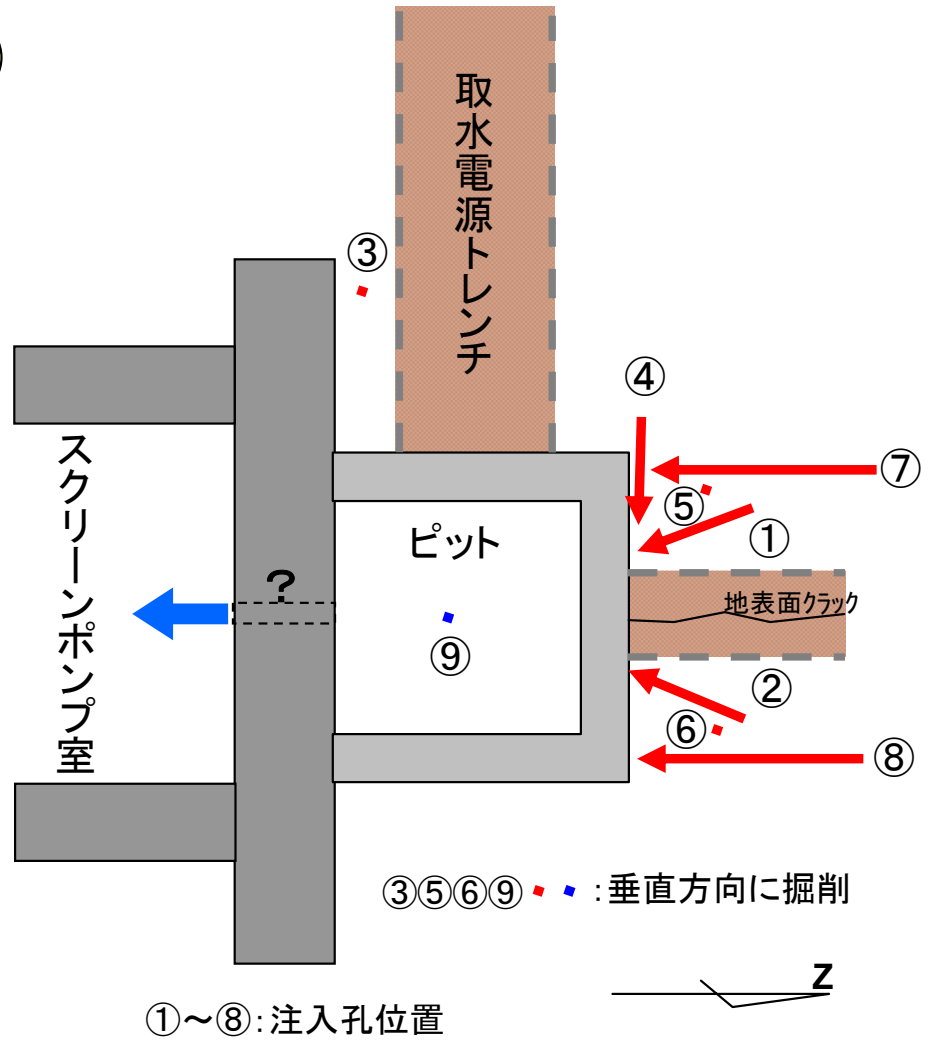 取水電源トレンチ
③
④
⑦
⑤
①
スクリーンポンプ室
ピット
?
地表面クラック
⑨
②
⑥
⑧
③⑤⑥⑨ :垂直方向に掘削
Z
①~⑧:注入孔位置